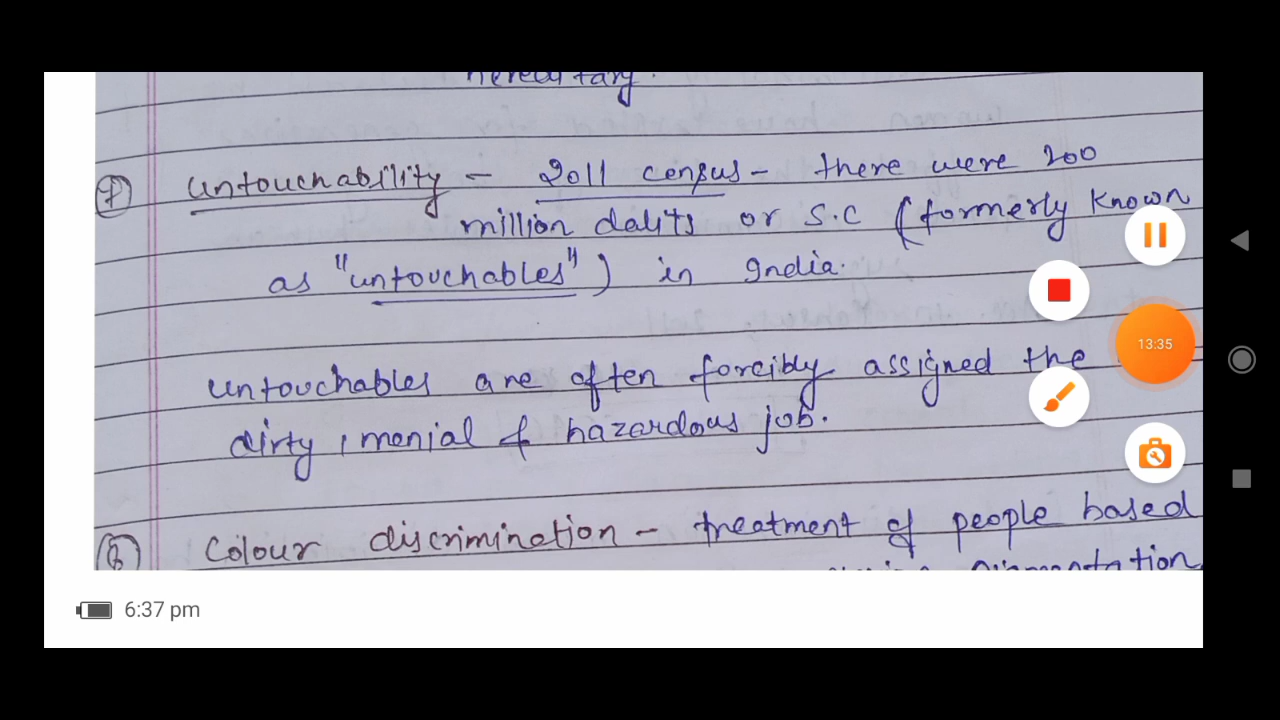 hereditary.
7 Untouchability - 2011 census - there were 200
million dalits or S.C (formerly known
as "untouchables") in India
Untouchables are often forcibly assigned the
dirty, menial & hazardous job.
13:35
8 Colour discrimination - treatment of people based
pigmentation
6:37 pm